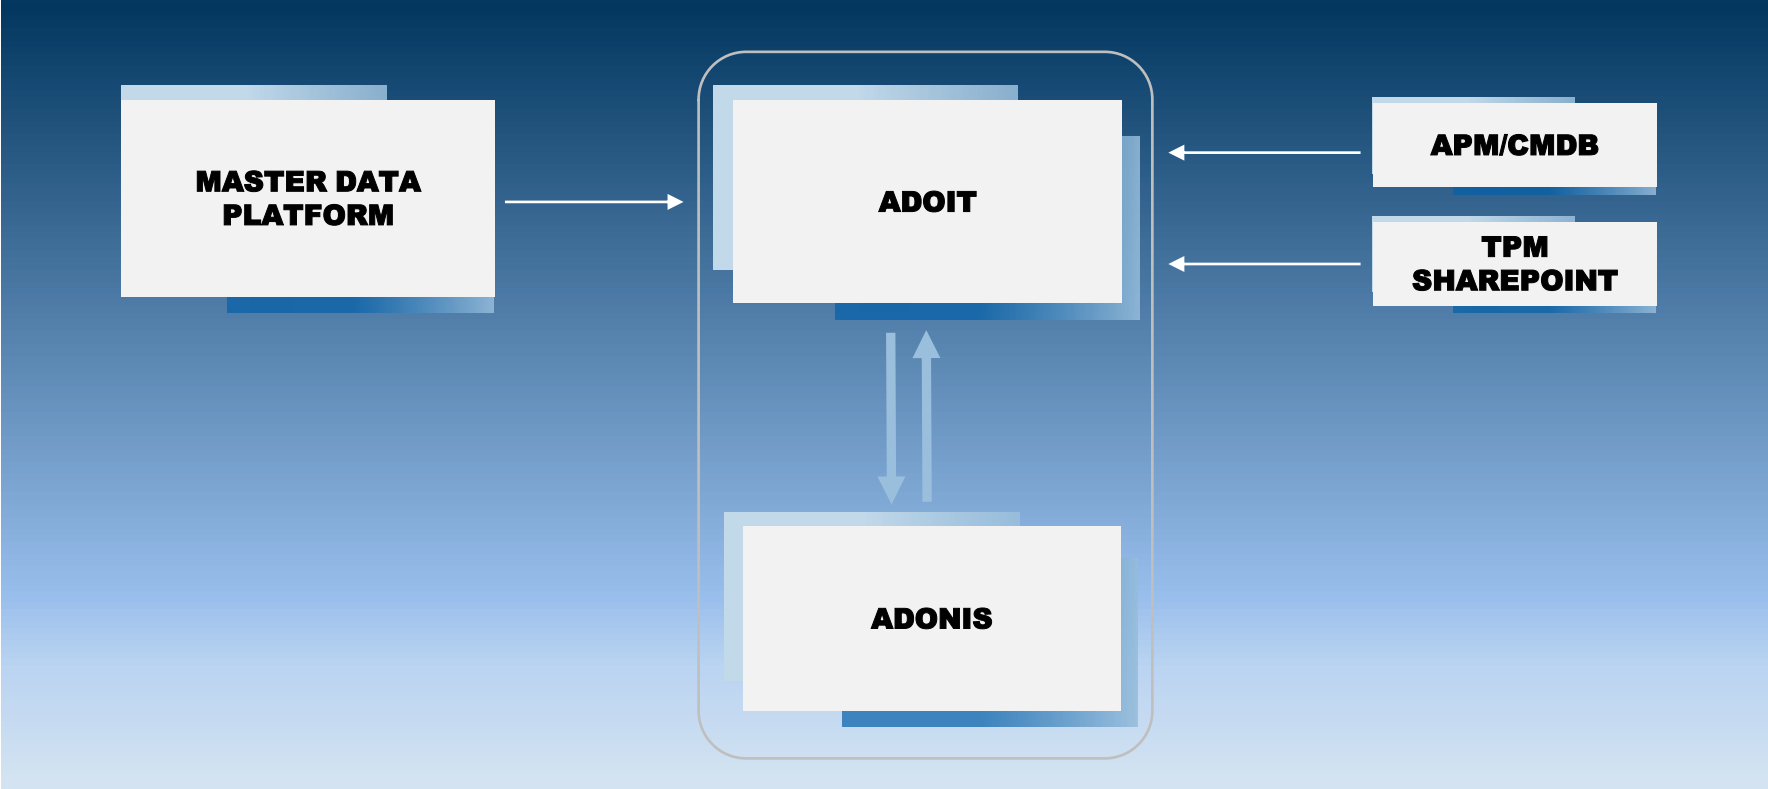 MASTER DATA
PLATFORM
ADOIT
APM/CMDB
TPM
SHAREPOINT
ADONIS